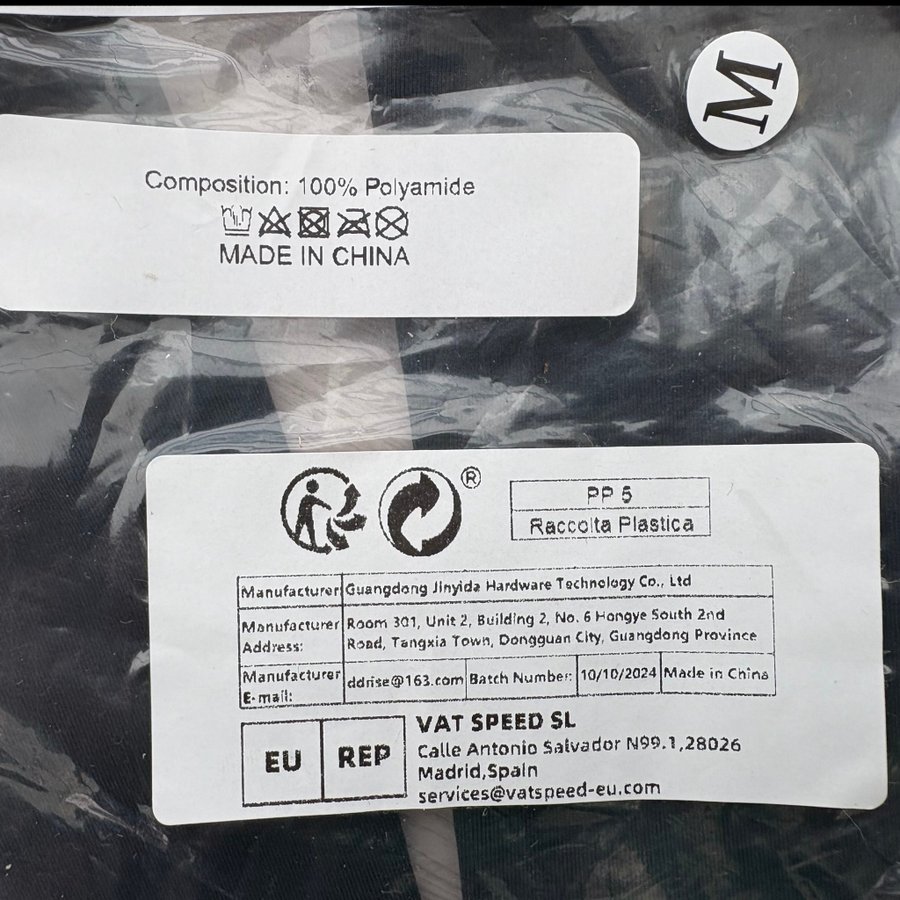 M
Composition: 100% Polyamide
MADE IN CHINA
®
PP 5
Raccolta Plastica
Manufacturer Guangdong Jinyida Hardware Technology Co., Ltd
Manufacturer Address: Room 301, Unit 2, Building 2, No. 6 Hongye South 2nd
Road, Tangxia Town, Dongguan City, Guangdong Province
Manufacturer E-mail: ddrise@163.com Batch Number: 10/10/2024 Made in China
EU REP
VAT SPEED SL
Calle Antonio Salvador N99.1,28026
Madrid,Spain
services@vatspeed-eu.com